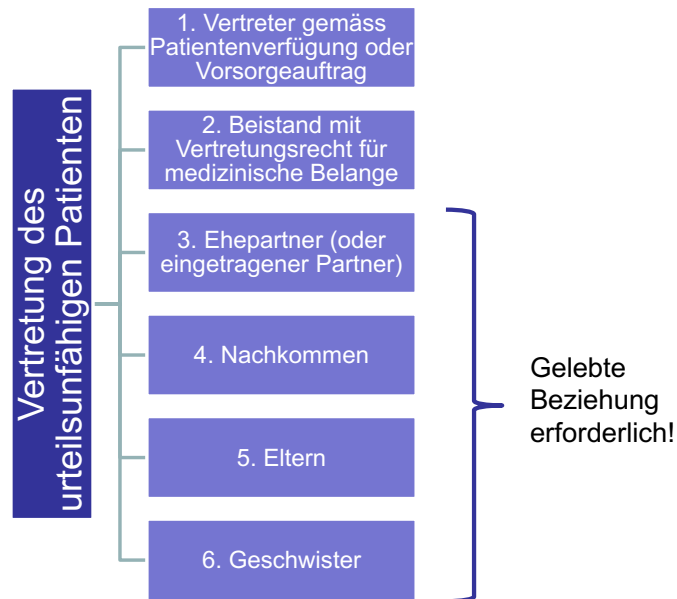 Vertretung des
urteilsunfähigen Patienten
1. Vertreter gemäss
Patientenverfügung oder
Vorsorgeauftrag
2. Beistand mit
Vertretungsrecht für
medizinische Belange
3. Ehepartner (oder
eingetragener Partner)
4. Nachkommen
5. Eltern
6. Geschwister
Gelebte
Beziehung
erforderlich!